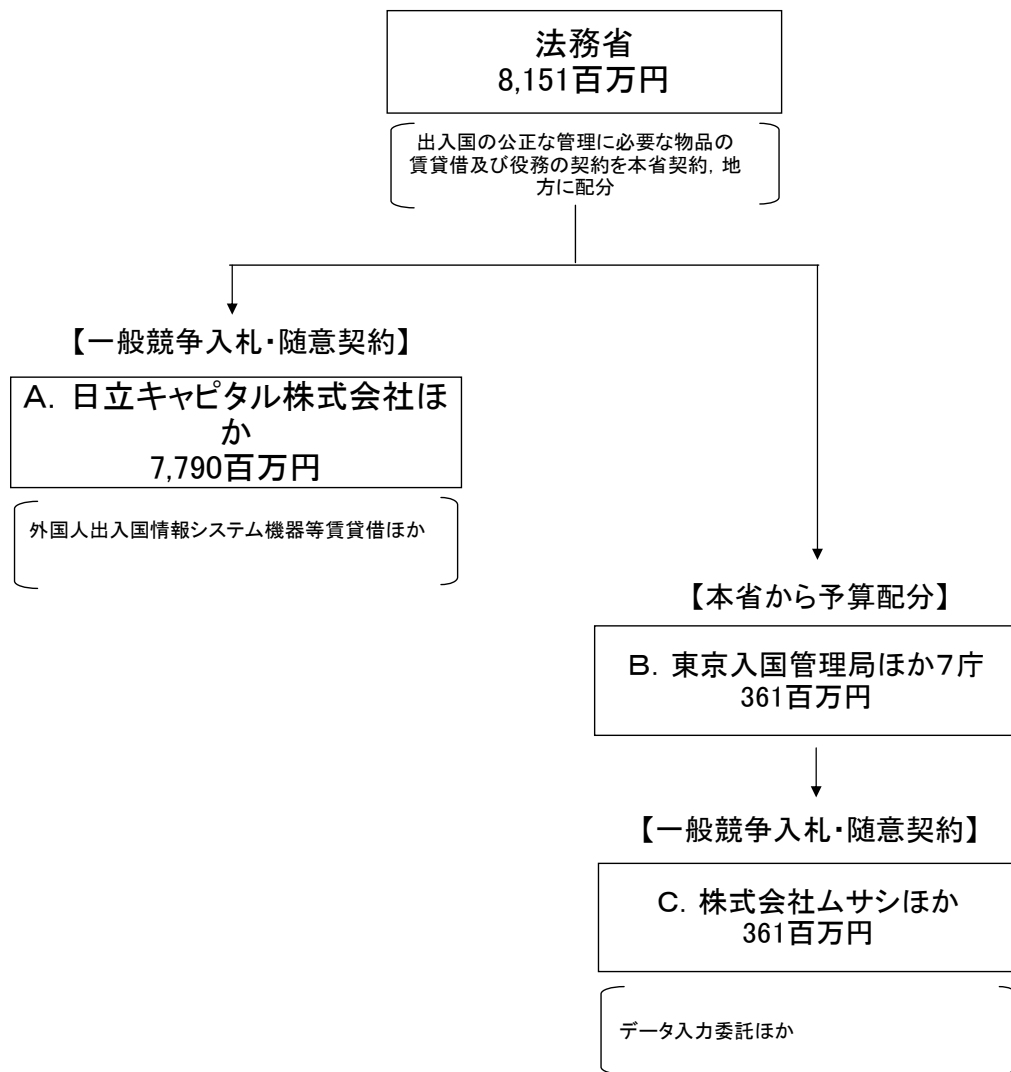 法務省
8,151百万円
出入国の公正な管理に必要な物品の
賃貸借及び役務の契約を本省契約，地
方に配分
【一般競争入札・随意契約】
Ａ．日立キャピタル株式会社ほ
か
7,790百万円
外国人出入国情報システム機器等賃貸借ほか
【本省から予算配分】
Ｂ．東京入国管理局ほか７庁
361百万円
【一般競争入札・随意契約】
Ｃ．株式会社ムサシほか
361百万円
データ入力委託ほか